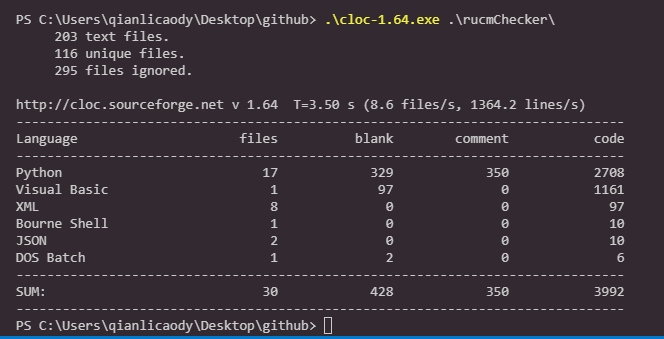 PS C:\Users\qianlicaody\Desktop\github> .\cloc-1.64.exe .\rucmChecker\
     203 text files.
     116 unique files.
     295 files ignored.
http://cloc.sourceforge.net v 1.64  T=3.50 s (8.6 files/s, 1364.2 lines/s)
-------------------------------------------------------------------------------
Language                     files          blank        comment           code
-------------------------------------------------------------------------------
Python                          17            329            350           2708
Visual Basic                     1             97              0           1161
XML                              8              0              0             97
Bourne Shell                     1              0              0             10
JSON                             2              0              0             10
DOS Batch                        1              2              0              6
-------------------------------------------------------------------------------
SUM:                            30            428            350           3992
-------------------------------------------------------------------------------
PS C:\Users\qianlicaody\Desktop\github>